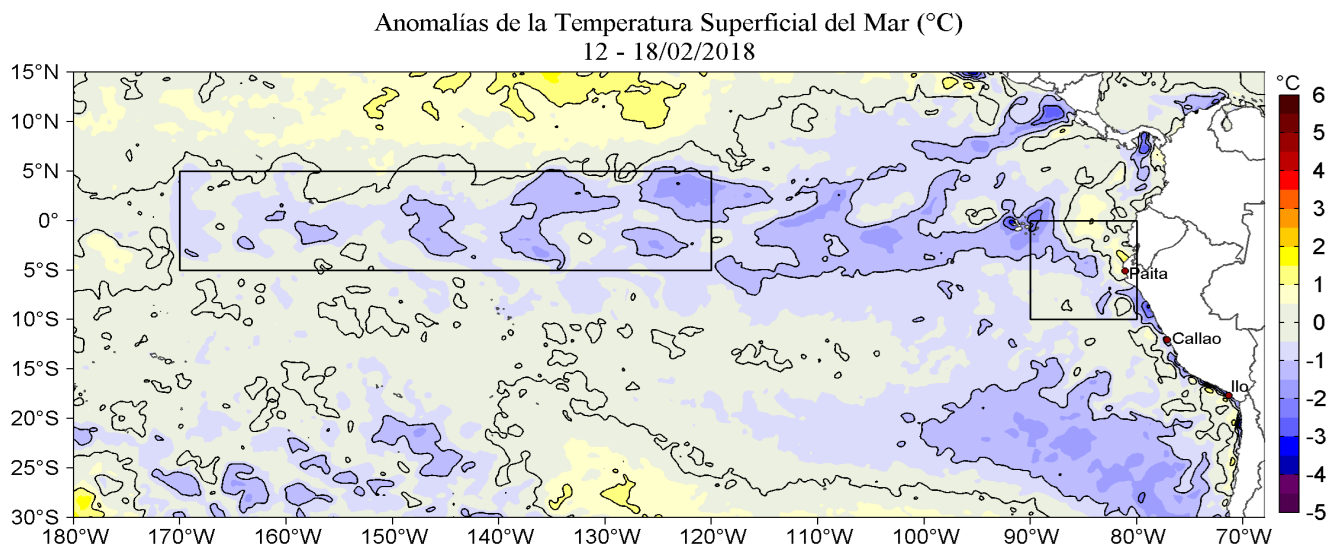 Anomalías de la Temperatura Superficial del Mar (°C)
12 - 18/02/2018
15°N
10°N
5°N
0°
5°S
10°S
15°S
20°S
25°S
30°S
180°W
170°W
160°W
150°W
140°W
130°W
120°W
110°W
100°W
90°W
80°W
70°W
Paita
Callao
Ilo
°C
6
5
4
3
2
1
0
-1
-2
-3
-4
-5